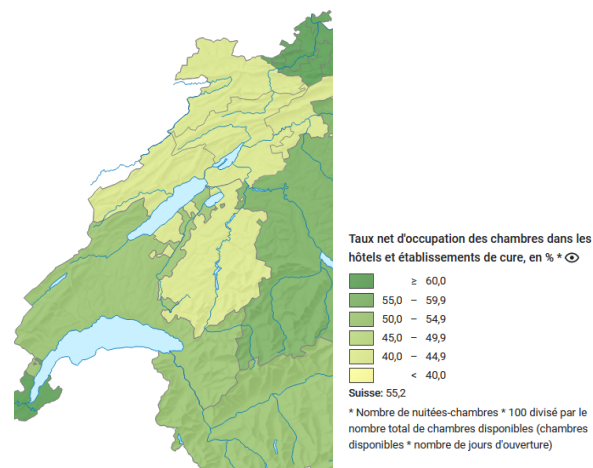 Taux net d'occupation des chambres dans les
hôtels et établissements de cure, en % *
≥ 60,0
55,0 – 59,9
50,0 – 54,9
45,0 – 49,9
40,0 – 44,9
< 40,0
Suisse: 55,2
* Nombre de nuitées-chambres * 100 divisé par le
nombre total de chambres disponibles (chambres
disponibles * nombre de jours d'ouverture)